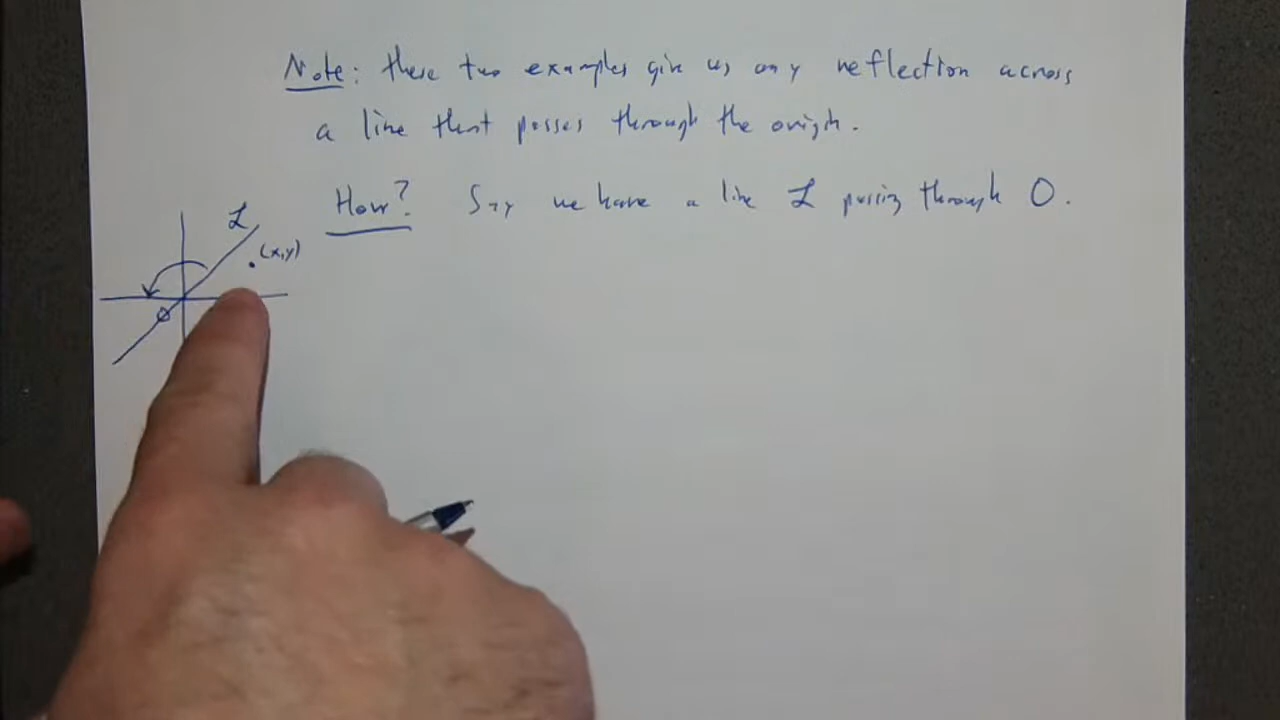 Note: these two examples give us any reflection across
a line that passes through the origin.
How? Say we have a line L passing through O.
L
(x,y)